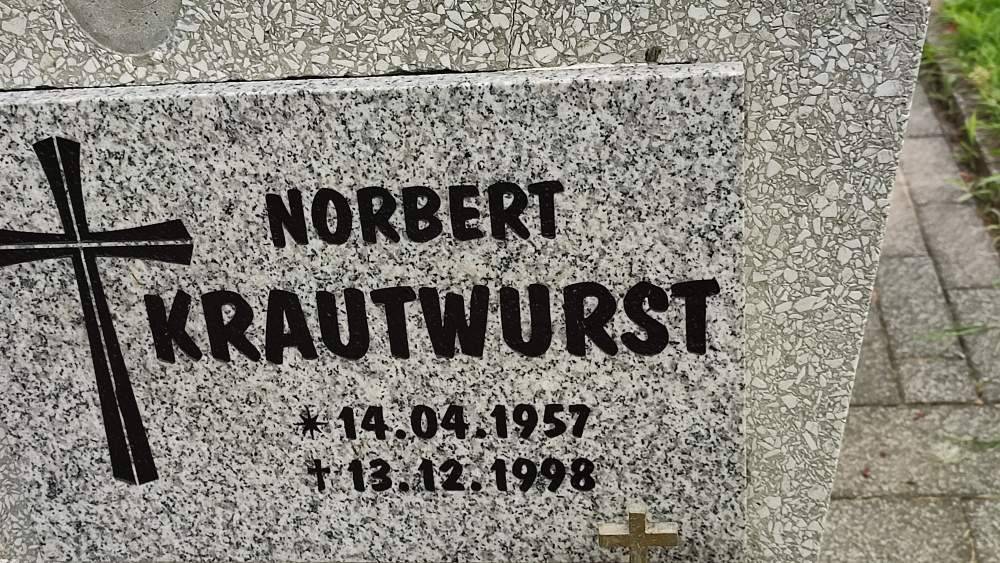 NORBERT
KRAUTWURST
* 14.04.1957
† 13.12.1998